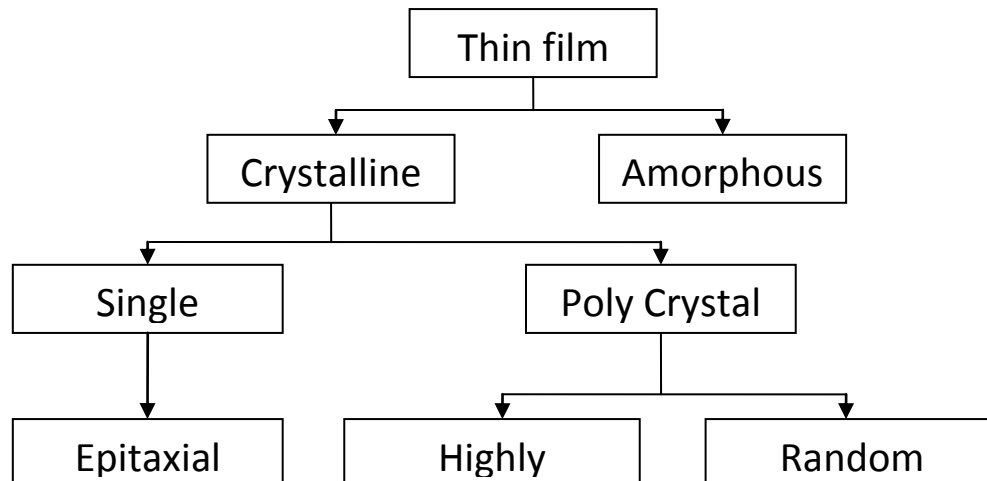 Thin film
Crystalline
Amorphous
Single
Poly Crystal
Epitaxial
Highly
Random